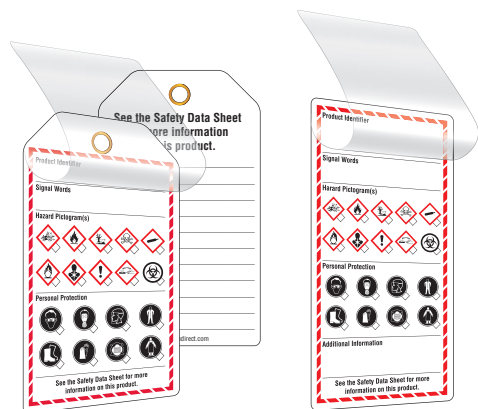 See the Safety Data Sheet
more information
is product.
direct.com
Product Identifier
Signal Words
Hazard Pictogram(s)
Personal Protection
See the Safety Data Sheet for more
information on this product.
Product Identifier
Signal Words
Harard Pictogram(s)
Personal Protection
Additional Information
See the Safety Data Sheet for more
information on this product.